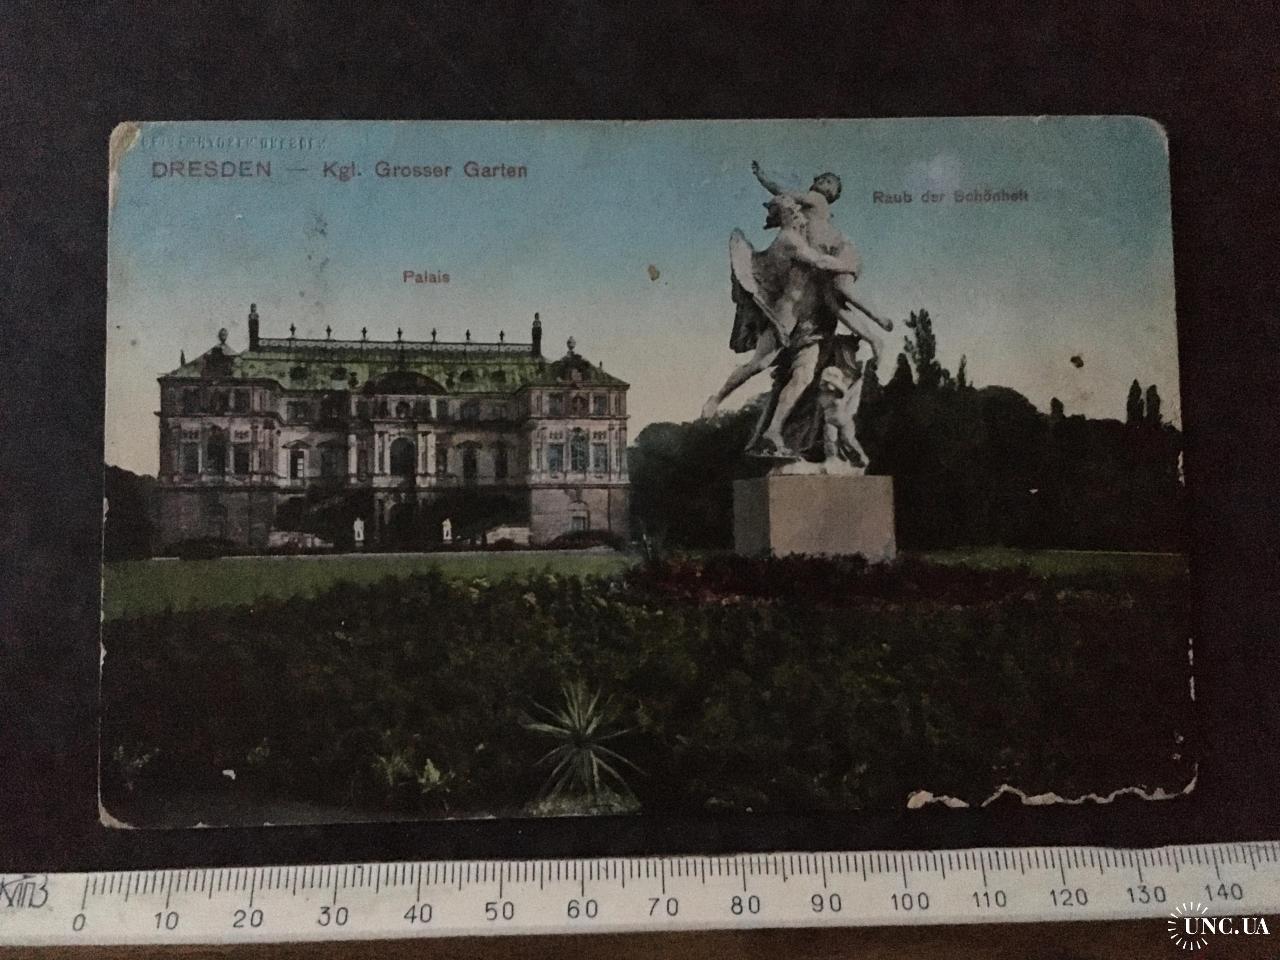 DRESDEN — Kgl. Grosser Garten
Raub der Schönheit
Palais
КЛПЗ
0 10 20 30 40 50 60 70 80 90 100 110 120 130 140
UNC.UA